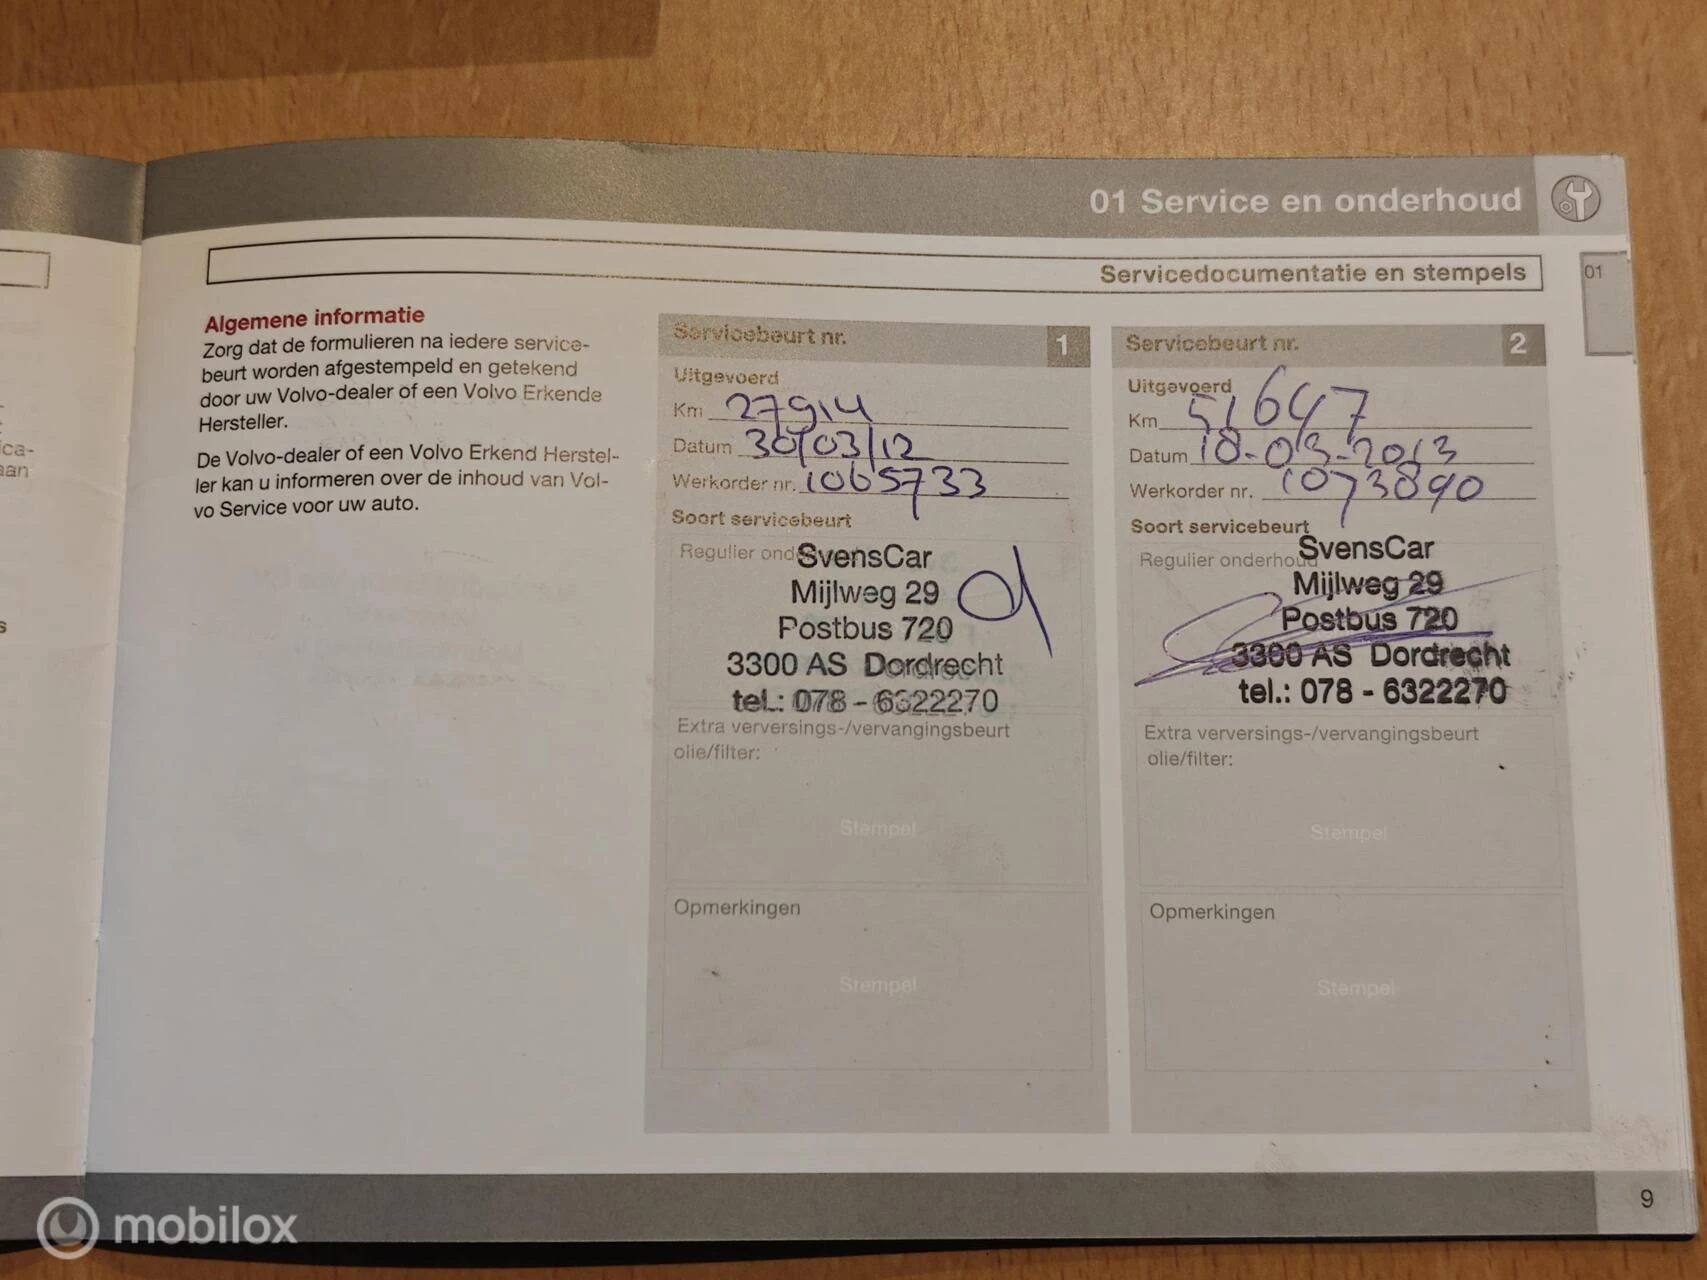 01 Service en onderhoud
Servicedocumentatie en stempels
01
Algemene informatie
Zorg dat de formulieren na iedere service-
beurt worden afgestempeld en getekend
door uw Volvo-dealer of een Volvo Erkende
Hersteller.
De Volvo-dealer of een Volvo Erkend Herstel-
ler kan u informeren over de inhoud van Vol-
vo Service voor uw auto.
ica-
aan
s
Servicebeurt nr. 1
Uitgevoerd
Km 27914
Datum 30/03/12
Werkorder nr. 1065733
Soort servicebeurt
Regulier ond
SvensCar
Mijlweg 29
Postbus 720
3300 AS Dordrecht
tel.: 078 - 6322270
Extra verversings-/vervangingsbeurt
olie/filter:
Stempel
Opmerkingen
Stempel
Servicebeurt nr. 2
Uitgevoerd
Km 51647
Datum 18-03-2013
Werkorder nr. 1073890
Soort servicebeurt
Regulier onderhoud
SvensCar
Mijlweg 29
Postbus 720
3300 AS Dordrecht
tel.: 078 - 6322270
Extra verversings-/vervangingsbeurt
olie/filter:
Stempel
Opmerkingen
Stempel
9
mobilox